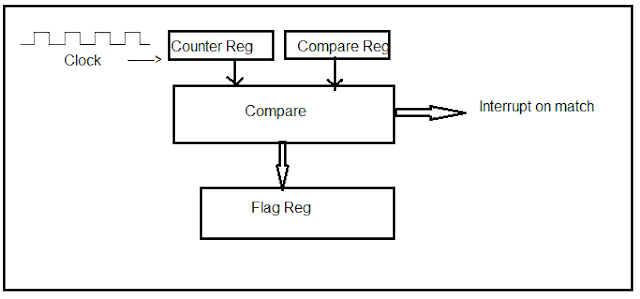 Counter Reg
Compare Reg
Clock
Compare
Interrupt on match
Flag Reg